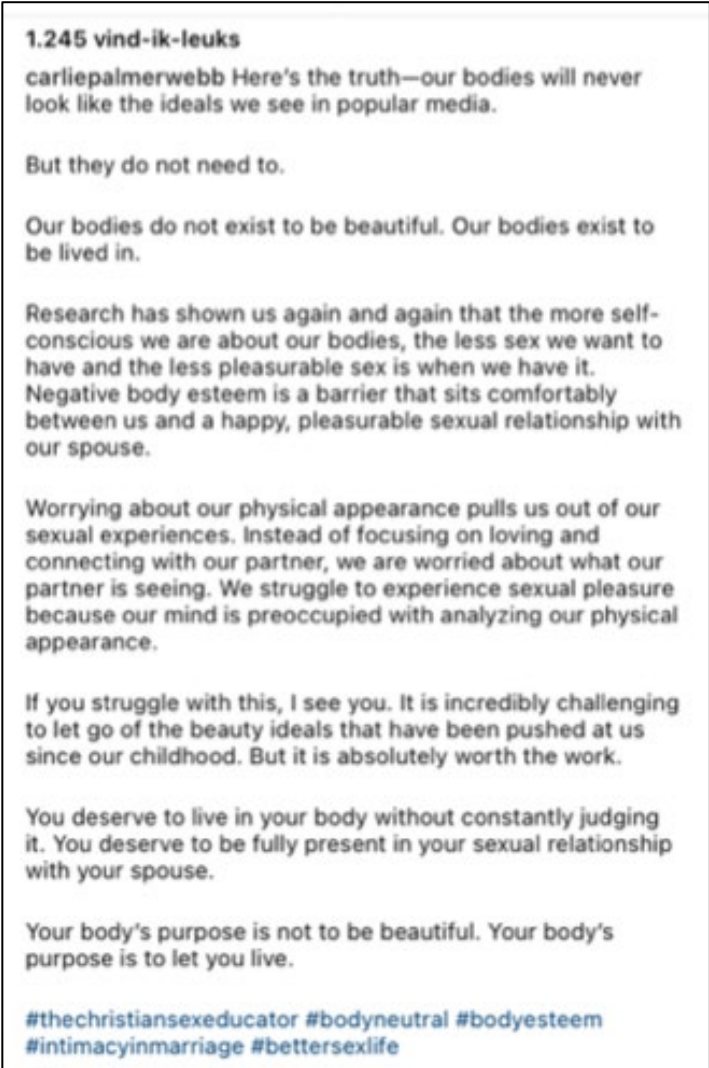 1.245 vind-ik-leuks
carliepalmerwebb Here's the truth—our bodies will never
look like the ideals we see in popular media.
But they do not need to.
Our bodies do not exist to be beautiful. Our bodies exist to
be lived in.
Research has shown us again and again that the more self-
conscious we are about our bodies, the less sex we want to
have and the less pleasurable sex is when we have it.
Negative body esteem is a barrier that sits comfortably
between us and a happy, pleasurable sexual relationship with
our spouse.
Worrying about our physical appearance pulls us out of our
sexual experiences. Instead of focusing on loving and
connecting with our partner, we are worried about what our
partner is seeing. We struggle to experience sexual pleasure
because our mind is preoccupied with analyzing our physical
appearance.
If you struggle with this, I see you. It is incredibly challenging
to let go of the beauty ideals that have been pushed at us
since our childhood. But it is absolutely worth the work.
You deserve to live in your body without constantly judging
it. You deserve to be fully present in your sexual relationship
with your spouse.
Your body's purpose is not to be beautiful. Your body's
purpose is to let you live.
#thechristiansexeducator #bodyneutral #bodyesteem
#intimacyinmarriage #bettersexlife